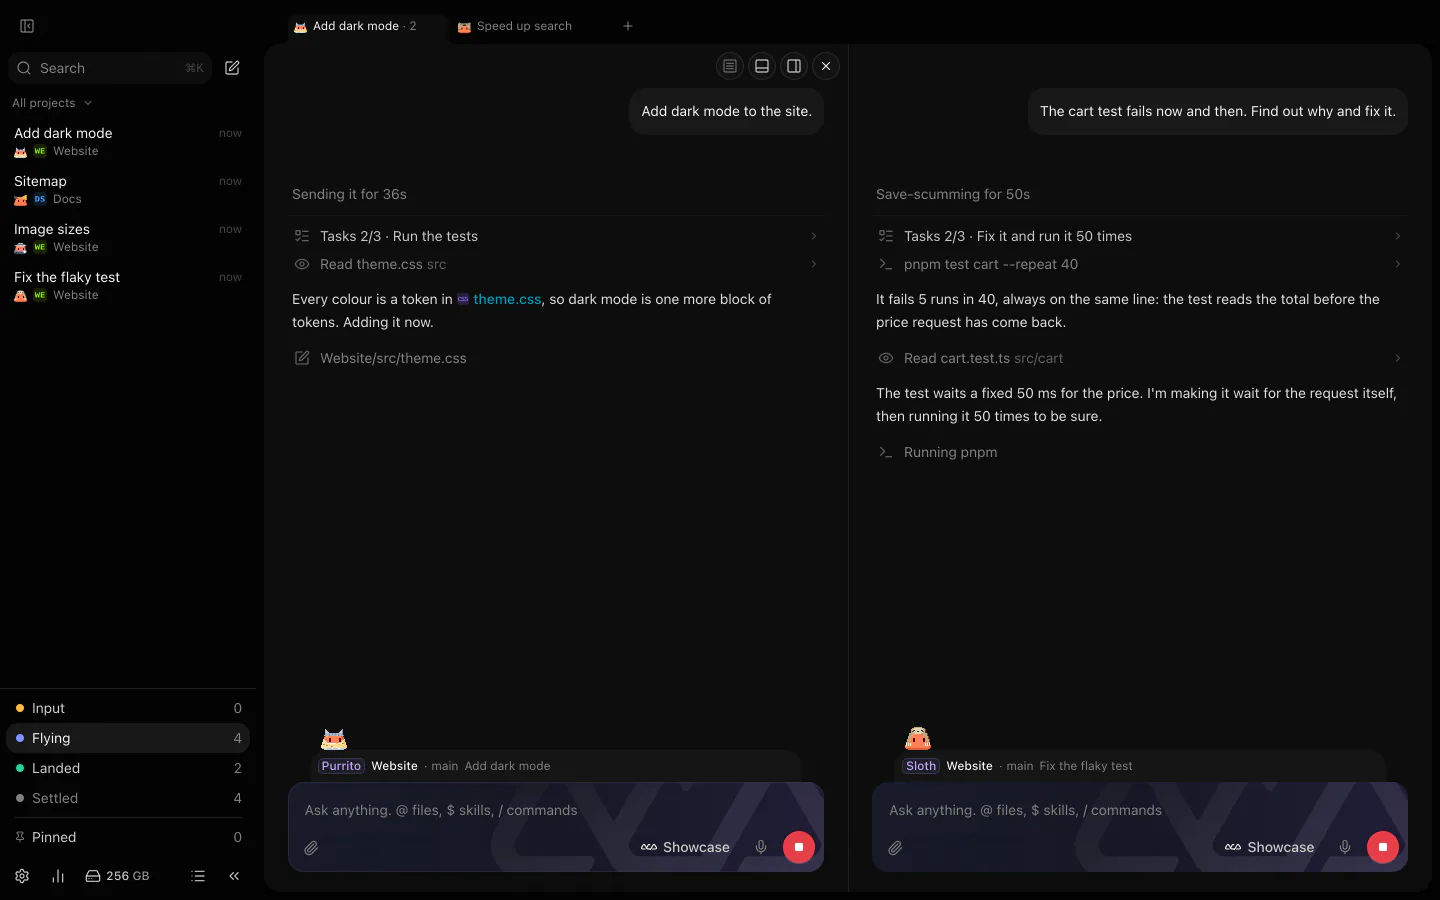 Add dark mode · 2
Speed up search
Search
⌘K
All projects
Add dark mode
now
WE Website
Sitemap
now
DS Docs
Image sizes
now
WE Website
Fix the flaky test
now
WE Website
Input 0
Flying 4
Landed 2
Settled 4
Pinned 0
256 GB
Add dark mode to the site.
Sending it for 36s
Tasks 2/3 · Run the tests
Read theme.css src
Every colour is a token in CSS theme.css, so dark mode is one more block of
tokens. Adding it now.
Website/src/theme.css
Purrito Website · main Add dark mode
Ask anything. @ files, $ skills, / commands
Showcase
The cart test fails now and then. Find out why and fix it.
Save-scumming for 50s
Tasks 2/3 · Fix it and run it 50 times
pnpm test cart --repeat 40
It fails 5 runs in 40, always on the same line: the test reads the total before the
price request has come back.
Read cart.test.ts src/cart
The test waits a fixed 50 ms for the price. I'm making it wait for the request itself,
then running it 50 times to be sure.
Running pnpm
Sloth Website · main Fix the flaky test
Ask anything. @ files, $ skills, / commands
Showcase